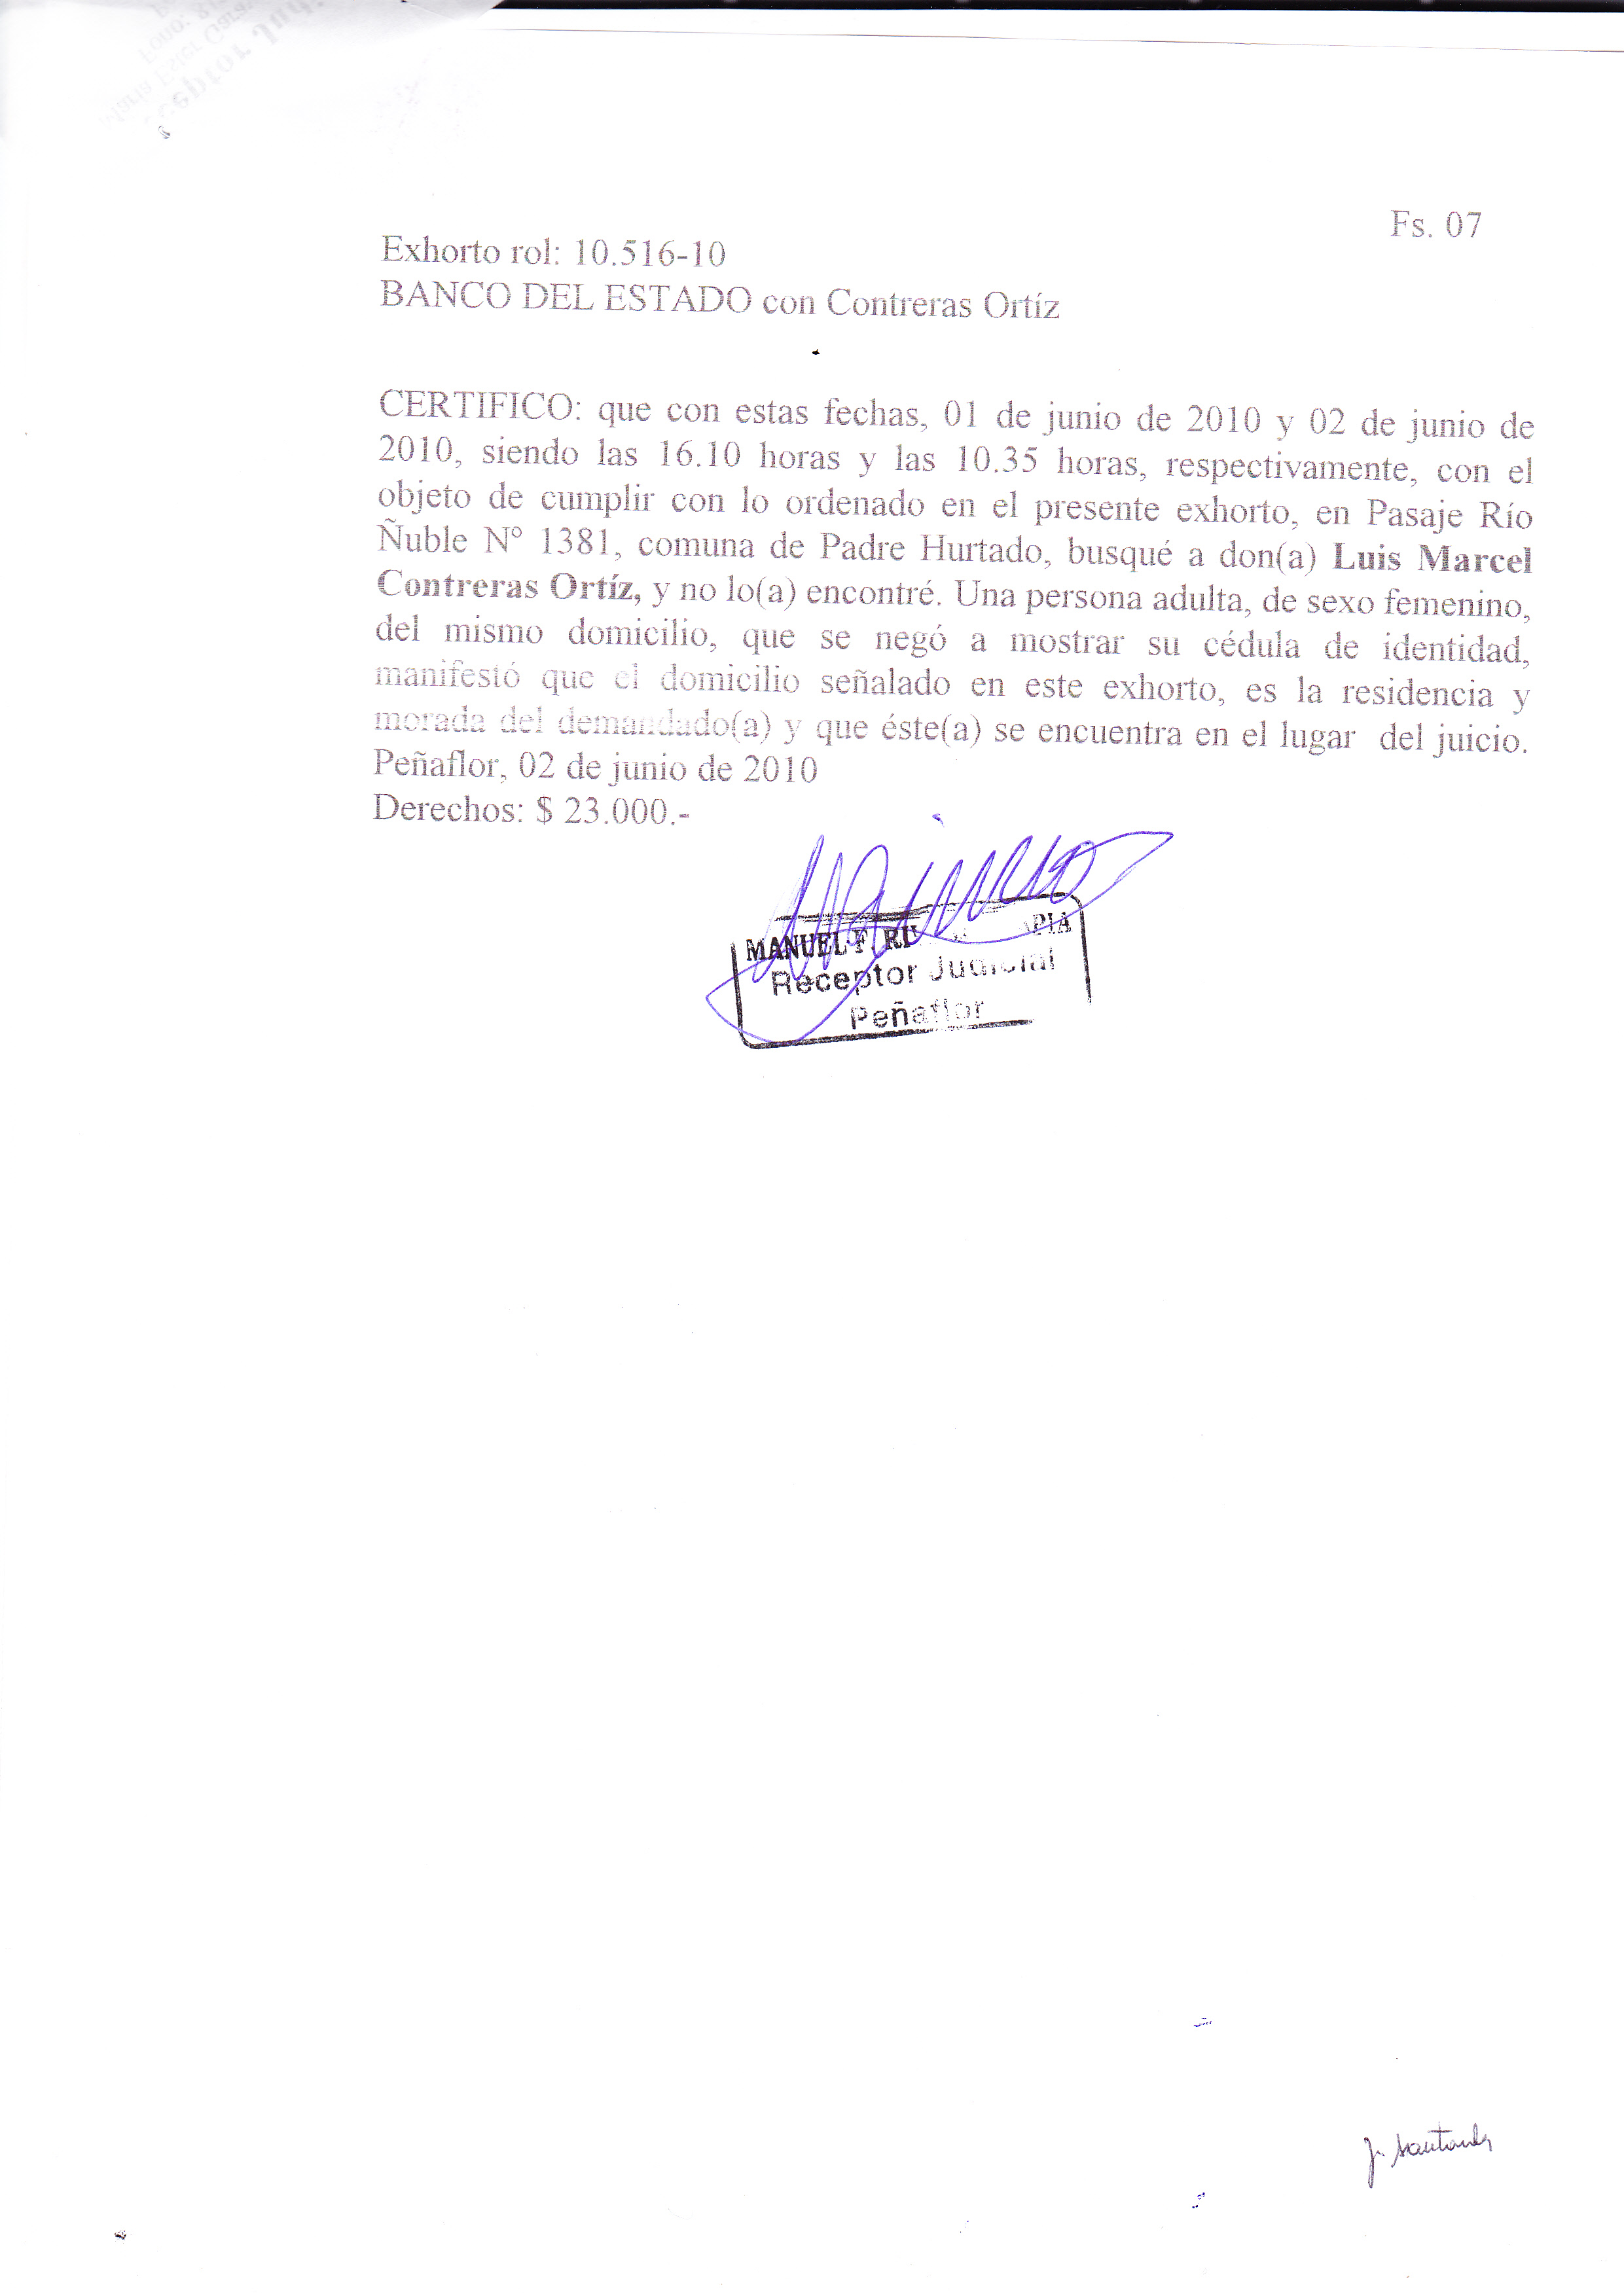 Fs. 07
Exhorto rol: 10.516-10
BANCO DEL ESTADO con Contreras Ortíz
CERTIFICO: que con estas fechas, 01 de junio de 2010 y 02 de junio de
2010, siendo las 16.10 horas y las 10.35 horas, respectivamente, con el
objeto de cumplir con lo ordenado en el presente exhorto, en Pasaje Río
Ñuble N° 1381, comuna de Padre Hurtado, busqué a don(a) Luis Marcel
Contreras Ortíz, y no lo(a) encontré. Una persona adulta, de sexo femenino,
del mismo domicilio, que se negó a mostrar su cédula de identidad,
manifestó que el domicilio señalado en este exhorto, es la residencia y
morada del demandado(a) y que éste(a) se encuentra en el lugar del juicio.
Peñaflor, 02 de junio de 2010
Derechos: $ 23.000.-
MANUEL F.
Receptor Judicial
Peñaflor